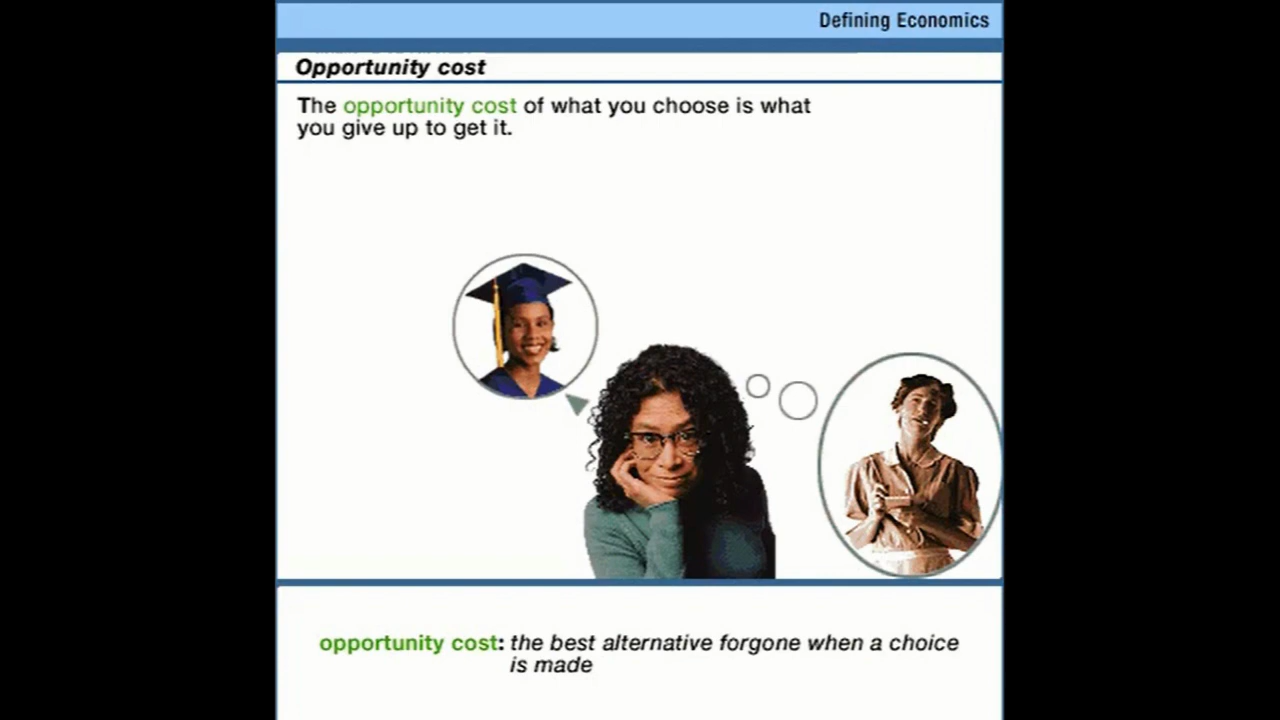 Defining Economics
Opportunity cost
The opportunity cost of what you choose is what
you give up to get it.
opportunity cost: the best alternative forgone when a choice
is made